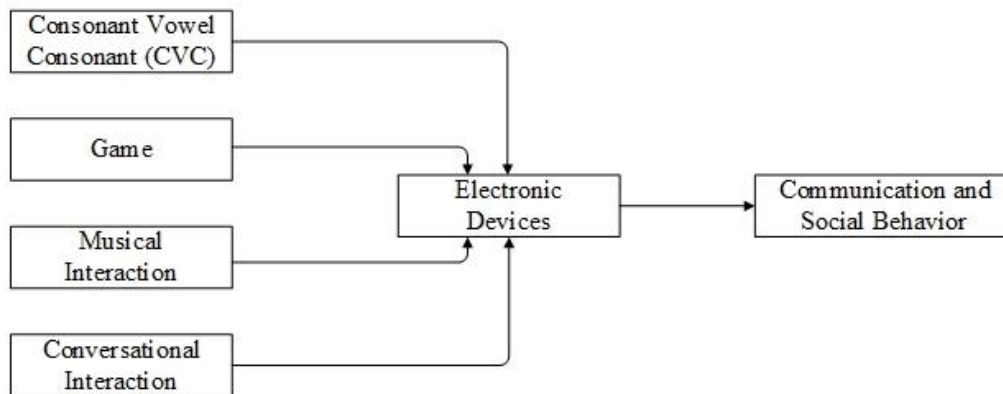 Consonant Vowel
Consonant (CVC)
Game
Musical
Interaction
Conversational
Interaction
Electronic
Devices
Communication and
Social Behavior